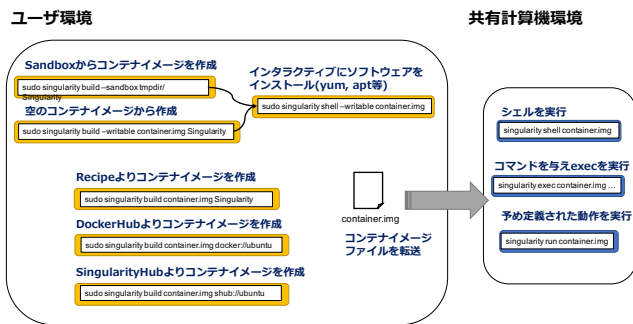 ユーザ環境
共有計算機環境
Sandboxからコンテナイメージを作成
sudo singularity build –sandbox tmpdir/
Singularity
空のコンテナイメージから作成
sudo singularity build –writable container.img Singularity
インタラクティブにソフトウェアを
インストール(yum, apt等)
sudo singularity shell –writable container.img
Recipeよりコンテナイメージを作成
sudo singularity build container.img Singularity
DockerHubよりコンテナイメージを作成
sudo singularity build container.img docker://ubuntu
SingularityHubよりコンテナイメージを作成
sudo singularity build container.img shub://ubuntu
container.img
コンテナイメージ
ファイルを転送
シェルを実行
singularity shell container.img
コマンドを与えexecを実行
singularity exec container.img …
予め定義された動作を実行
singularity run container.img